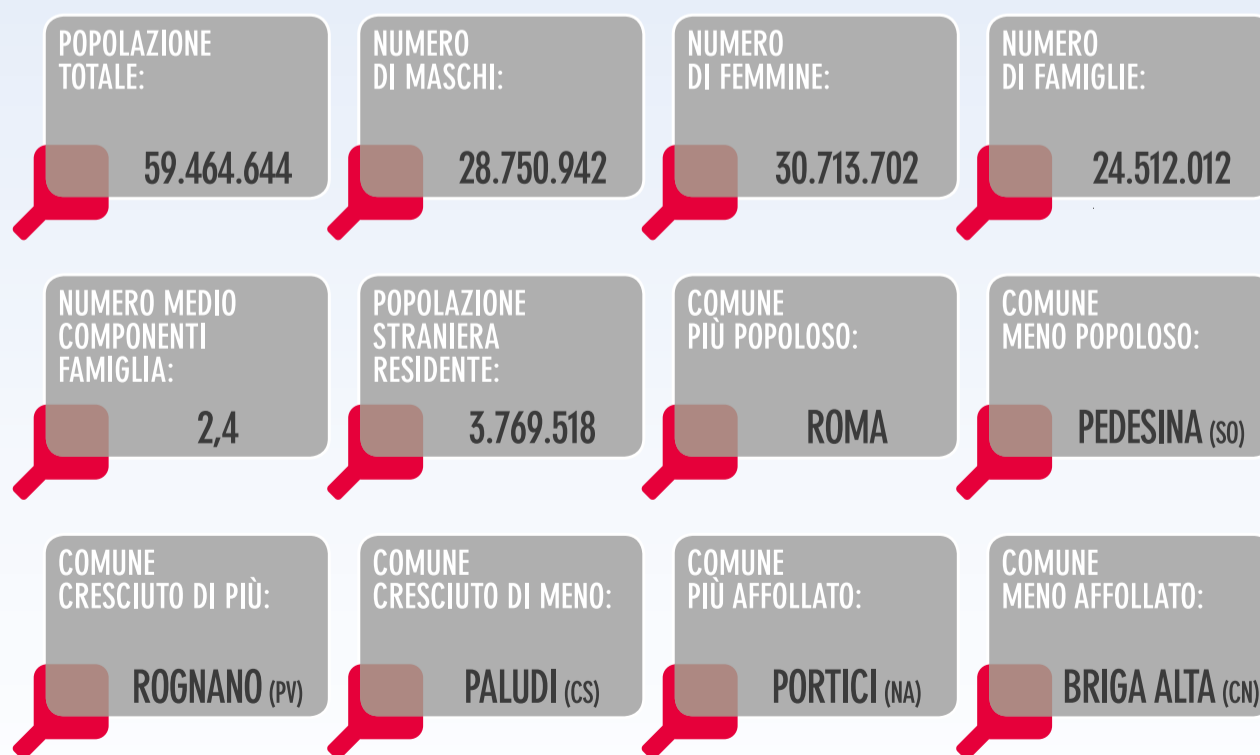 POPOLAZIONE
TOTALE:
59.464.644
NUMERO
DI MASCHI:
28.750.942
NUMERO
DI FEMMINE:
30.713.702
NUMERO
DI FAMIGLIE:
24.512.012
NUMERO MEDIO
COMPONENTI
FAMIGLIA:
2,4
POPOLAZIONE
STRANIERA
RESIDENTE:
3.769.518
COMUNE
PIÙ POPOLOSO:
ROMA
COMUNE
MENO POPOLOSO:
PEDESINA (SO)
COMUNE
CRESCIUTO DI PIÙ:
ROGNANO (PV)
COMUNE
CRESCIUTO DI MENO:
PALUDI (CS)
COMUNE
PIÙ AFFOLLATO:
PORTICI (NA)
COMUNE
MENO AFFOLLATO:
BRIGA ALTA (CN)